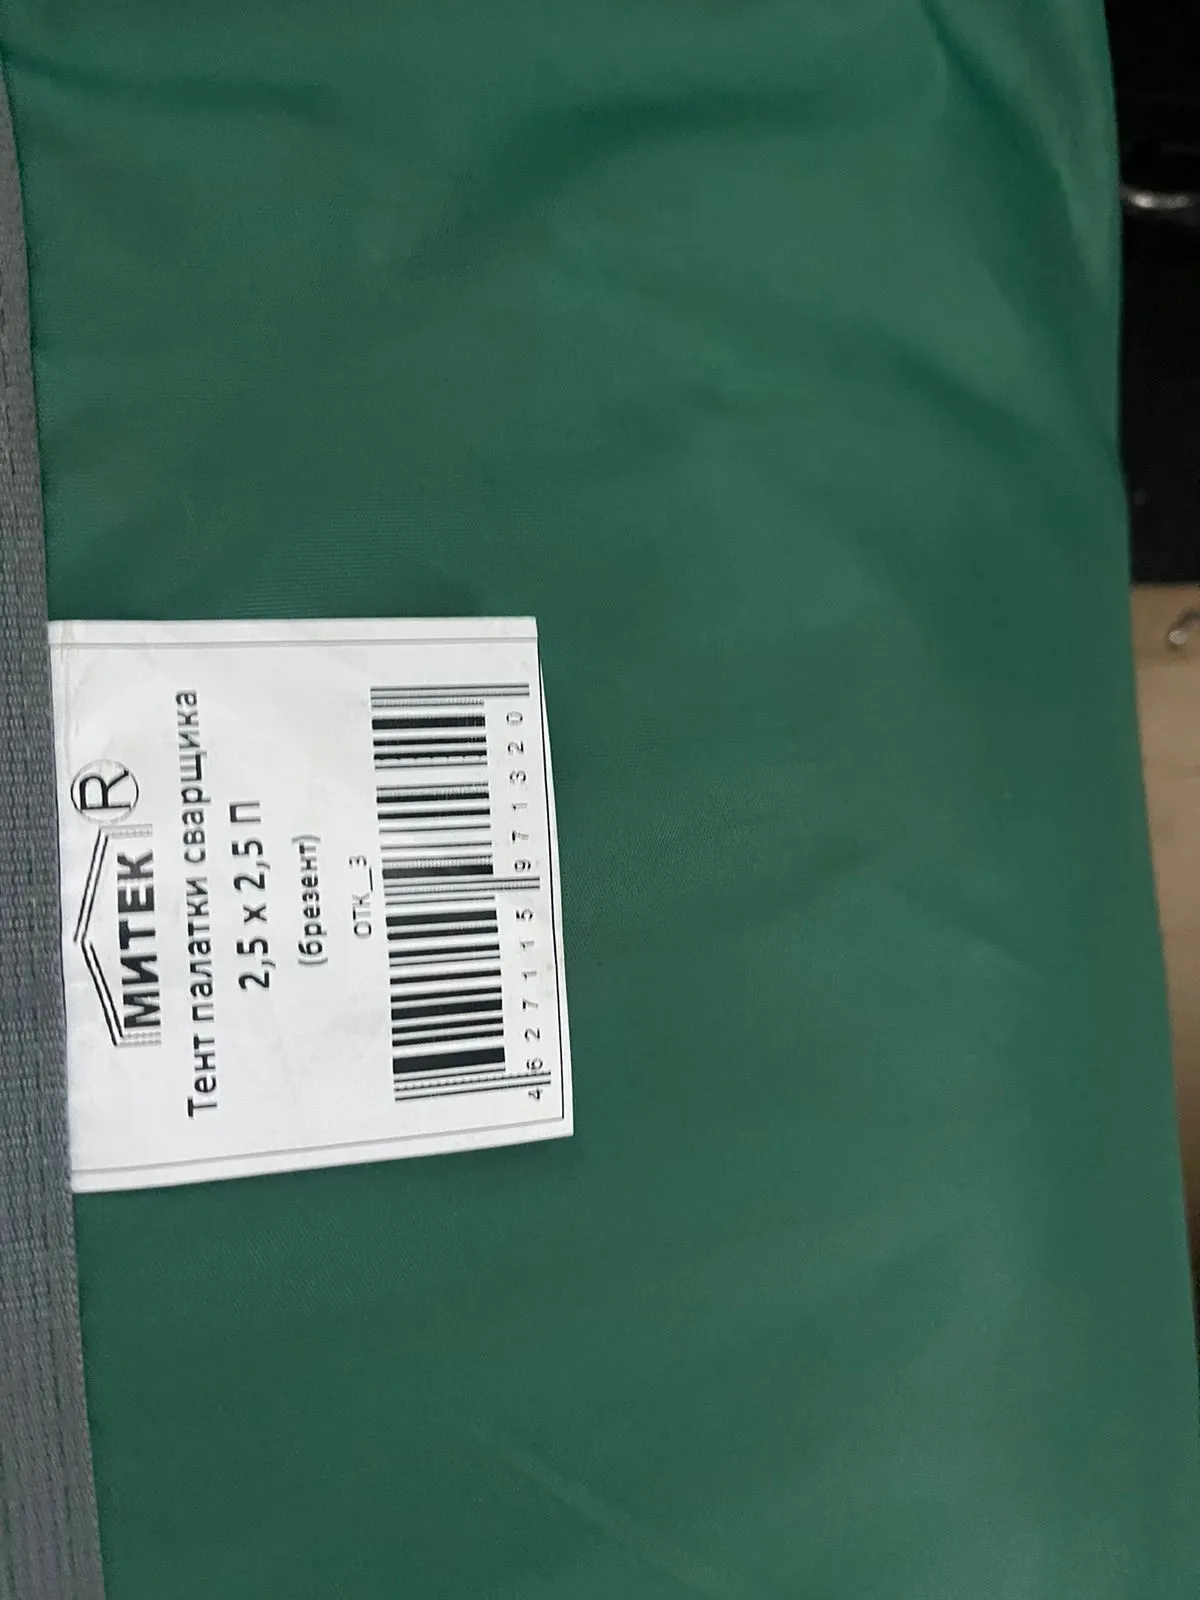 МИТЕК ®
Тент палатки сварщика
2,5 х 2,5 П
(брезент)
ОТК_3
4 627115 971320